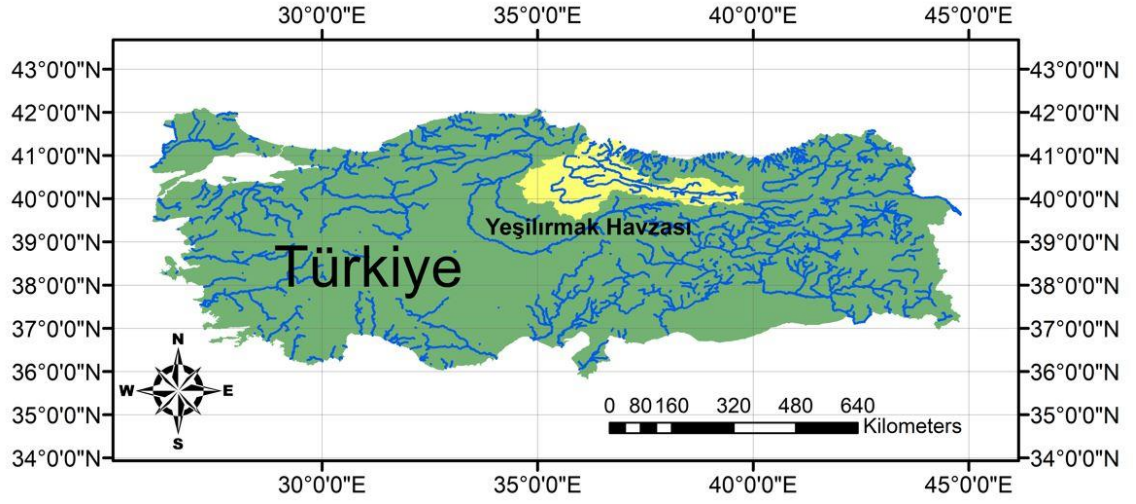 30°0'0"E 35°0'0"E 40°0'0"E 45°0'0"E
43°0'0"N 43°0'0"N
42°0'0"N 42°0'0"N
41°0'0"N 41°0'0"N
40°0'0"N 40°0'0"N
Yeşilırmak Havzası
39°0'0"N 39°0'0"N
Türkiye
38°0'0"N 38°0'0"N
37°0'0"N 37°0'0"N
N
36°0'0"N 36°0'0"N
W E
0 80 160 320 480 640
35°0'0"N 35°0'0"N
Kilometers
S
34°0'0"N 34°0'0"N
30°0'0"E 35°0'0"E 40°0'0"E 45°0'0"E